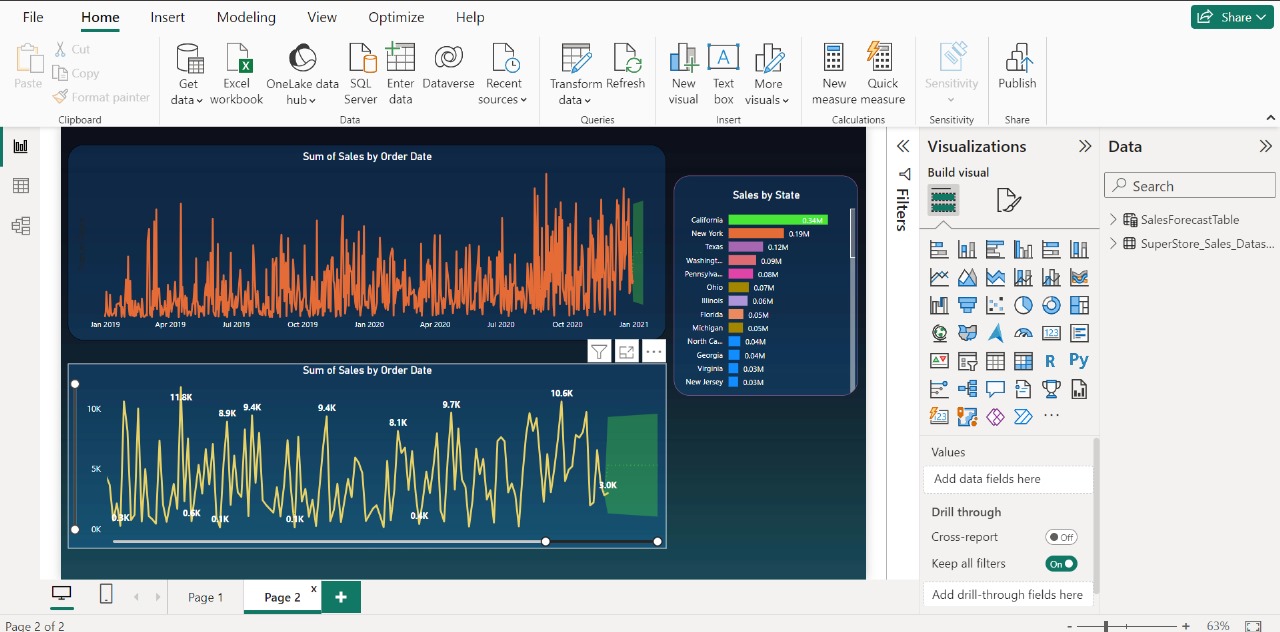 File Home Insert Modeling View Optimize Help Share
Paste
Cut
Copy
Format painter
Clipboard
Get data
Excel workbook
OneLake data hub
SQL Server
Enter data
Dataverse
Recent sources
Data
Transform data
Refresh
Queries
New visual
Text box
More visuals
Insert
New measure
Quick measure
Calculations
Sensitivity
Sensitivity
Publish
Share
Sum of Sales by Order Date
Jan 2019 Apr 2019 Jul 2019 Oct 2019 Jan 2020 Apr 2020 Jul 2020 Oct 2020 Jan 2021
Sales by State
California 0.34M
New York 0.19M
Texas 0.12M
Washingt... 0.09M
Pennsylva... 0.08M
Ohio 0.07M
Illinois 0.06M
Florida 0.05M
Michigan 0.05M
North Ca... 0.04M
Georgia 0.04M
Virginia 0.03M
New Jersey 0.03M
Sum of Sales by Order Date
10K
5K
0K
11.8K 8.9K 9.4K 9.4K 8.1K 9.7K 10.6K 3.0K
0.3K 0.6K 0.1K 0.1K 0.4K
Filters
Visualizations
Build visual
123
R
Py
123
Values
Add data fields here
Drill through
Cross-report Off
Keep all filters On
Add drill-through fields here
Data
Search
SalesForecastTable
SuperStore_Sales_Datas...
Page 1
Page 2 x +
Page 2 of 2
- + 63%